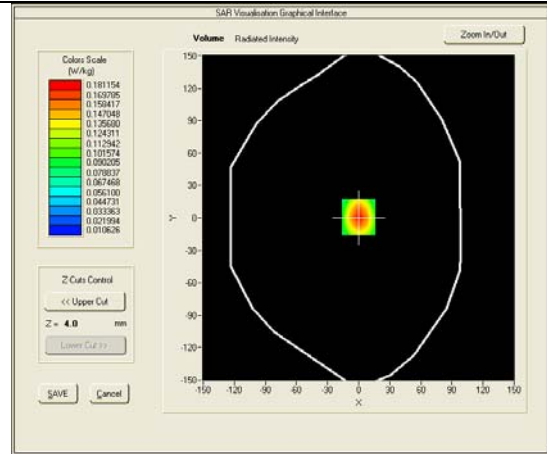 SAR Visualisation Graphical Interface
Volume Radiated Intensity
Zoom In/Out
Colors Scale
(W/kg)
0.181154
0.169785
0.158417
0.147048
0.135680
0.124311
0.112942
0.101574
0.090205
0.078837
0.067468
0.056100
0.044731
0.033363
0.021994
0.010626
Z Cuts Control
<< Upper Cut
Z = 4.0 mm
Lower Cut >>
SAVE Cancel
Y
150-
120-
90-
60-
30-
0-
-30-
-60-
-90-
-120-
-150-
-150 -120 -90 -60 -30 0 30 60 90 120 150
X